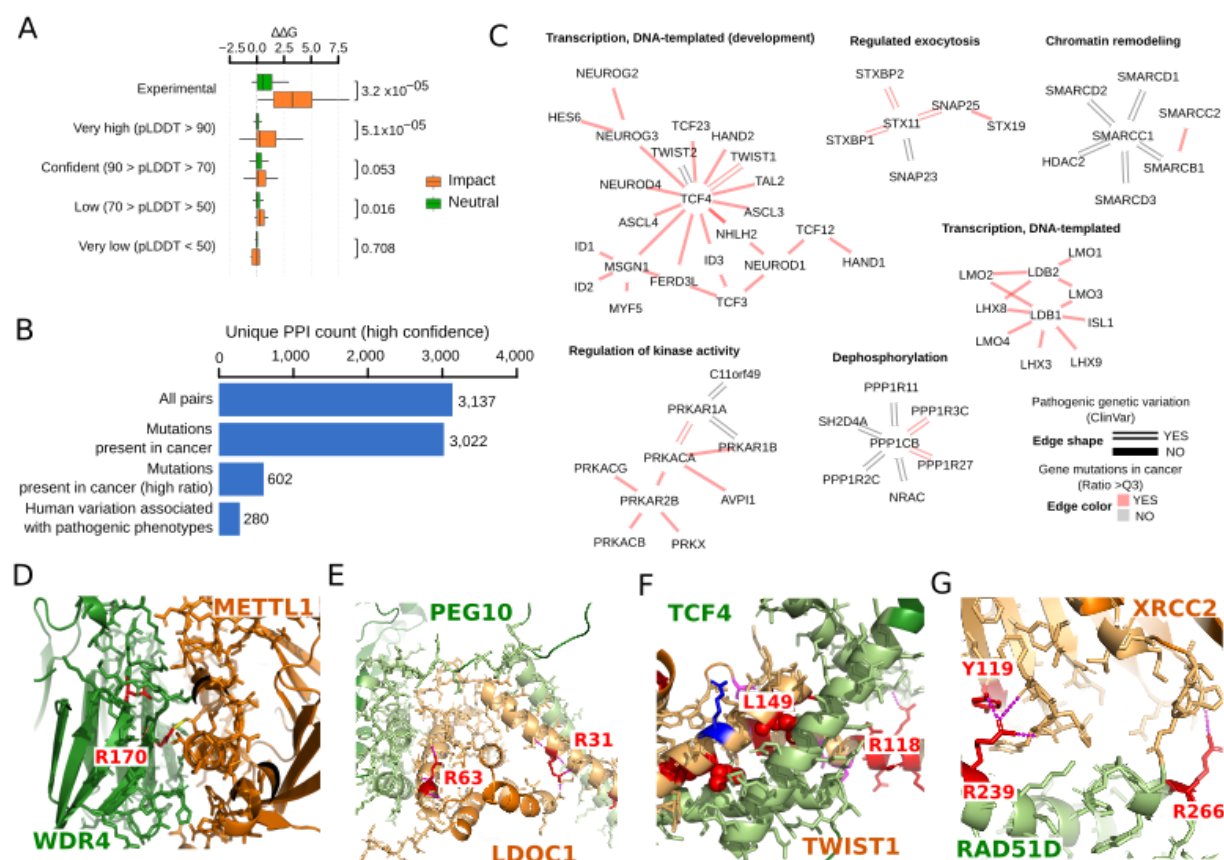 A
ΔΔG
−2.5 0.0 2.5 5.0 7.5
Experimental
3.2 x10−05
Very high (pLDDT > 90)
5.1x10−05
Confident (90 > pLDDT > 70)
0.053
Low (70 > pLDDT > 50)
0.016
Very low (pLDDT < 50)
0.708
Impact
Neutral
B
Unique PPI count (high confidence)
0 1,000 2,000 3,000 4,000
All pairs
3,137
Mutations
present in cancer
3,022
Mutations
present in cancer (high ratio)
602
Human variation associated
with pathogenic phenotypes
280
C
Transcription, DNA-templated (development)
NEUROG2
HES6
NEUROG3
TCF23
HAND2
TWIST2
TWIST1
NEUROD4
TAL2
TCF4
ASCL4
ASCL3
NHLH2
TCF12
ID1
MSGN1
ID3
NEUROD1
HAND1
ID2
FERD3L
MYF5
TCF3
Regulated exocytosis
STXBP2
SNAP25
STX11
STX19
STXBP1
SNAP23
Chromatin remodeling
SMARCD1
SMARCD2
SMARCC2
SMARCC1
HDAC2
SMARCB1
SMARCD3
Transcription, DNA-templated
LMO1
LMO2
LDB2
LMO3
LHX8
LDB1
ISL1
LMO4
LHX3
LHX9
Regulation of kinase activity
C11orf49
PRKAR1A
PRKAR1B
PRKACA
PRKACG
PRKAR2B
AVPI1
PRKACB
PRKX
Dephosphorylation
PPP1R11
SH2D4A
PPP1R3C
PPP1CB
PPP1R2C
PPP1R27
NRAC
Pathogenic genetic variation
(ClinVar)
Edge shape
YES
NO
Gene mutations in cancer
(Ratio >Q3)
Edge color
YES
NO
D
METTL1
R170
WDR4
E
PEG10
R31
R63
LDOC1
F
TCF4
L149
R118
TWIST1
G
XRCC2
Y119
R239
R266
RAD51D